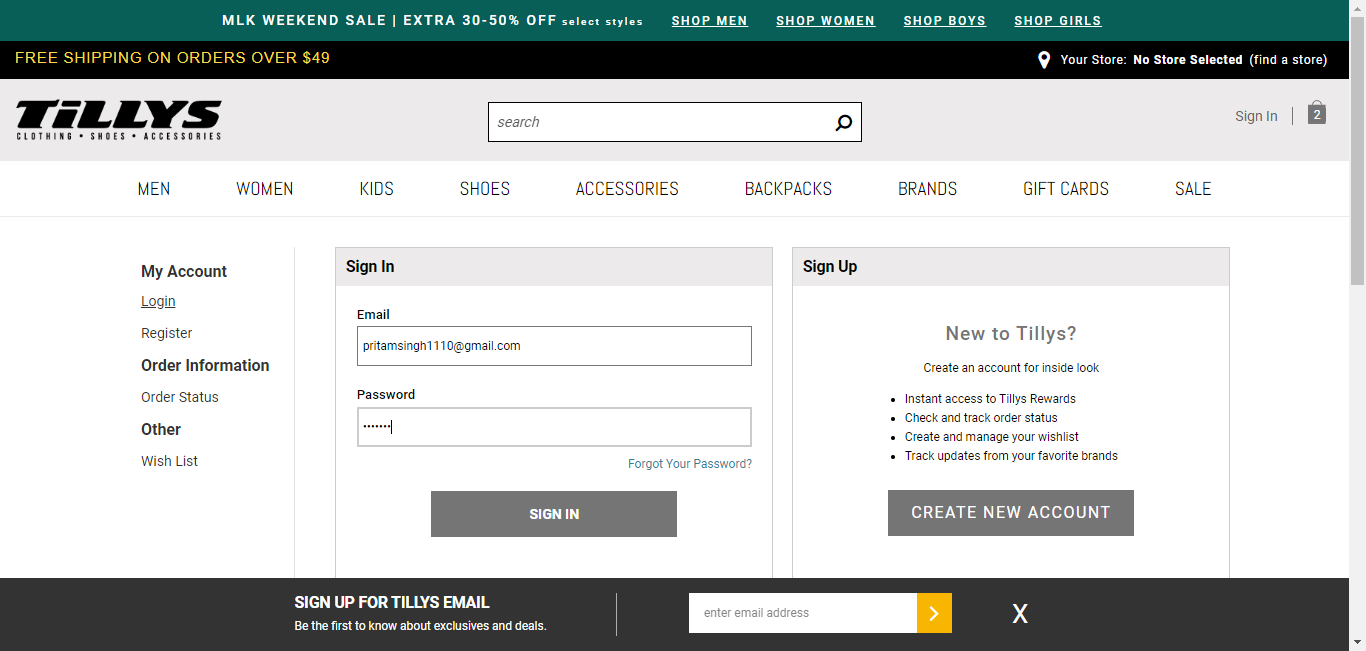 MLK WEEKEND SALE | EXTRA 30-50% OFF select styles SHOP MEN SHOP WOMEN SHOP BOYS SHOP GIRLS
FREE SHIPPING ON ORDERS OVER $49
Your Store: No Store Selected (find a store)
TILLYS
CLOTHING • SHOES • ACCESSORIES
search
Sign In
2
MEN WOMEN KIDS SHOES ACCESSORIES BACKPACKS BRANDS GIFT CARDS SALE
My Account
Login
Register
Order Information
Order Status
Other
Wish List
Sign In
Email
pritamsingh1110@gmail.com
Password
•••••••
Forgot Your Password?
SIGN IN
Sign Up
New to Tillys?
Create an account for inside look
• Instant access to Tillys Rewards
• Check and track order status
• Create and manage your wishlist
• Track updates from your favorite brands
CREATE NEW ACCOUNT
SIGN UP FOR TILLYS EMAIL
Be the first to know about exclusives and deals.
enter email address
X